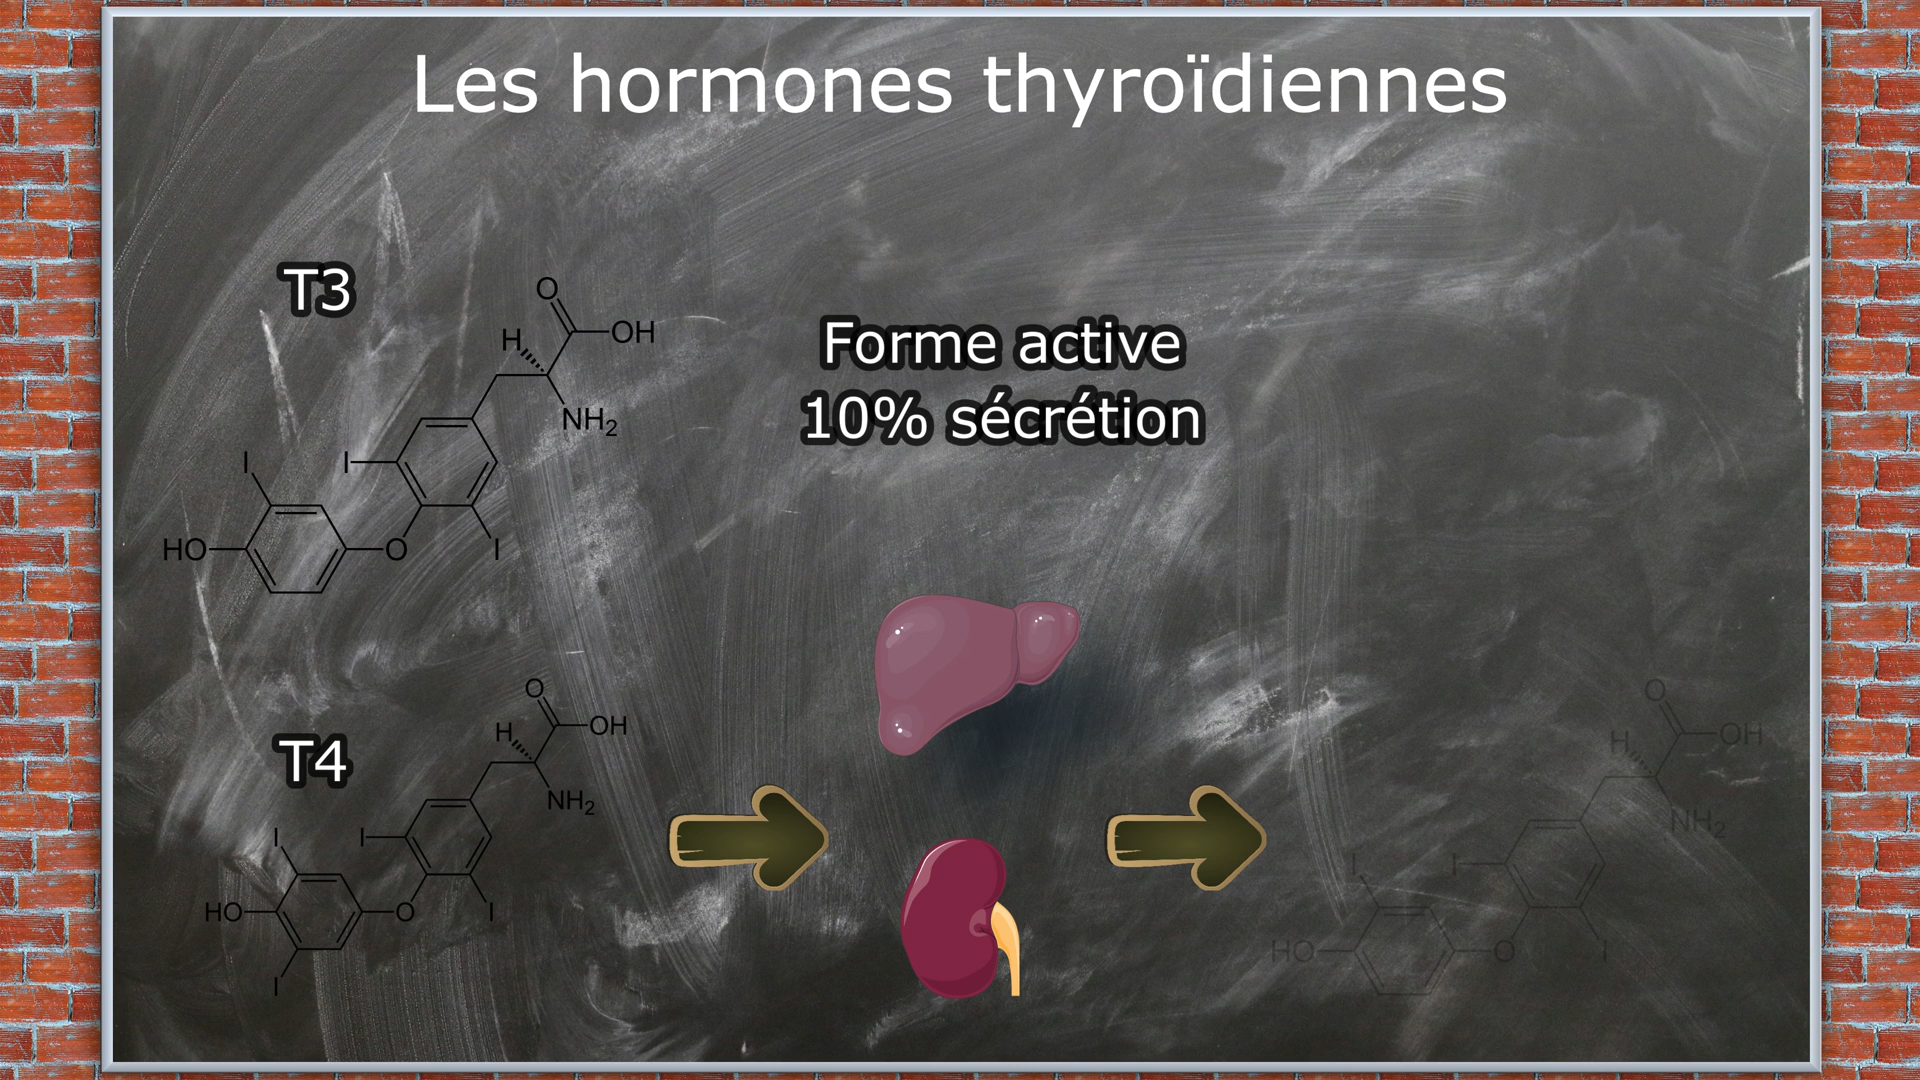 Les hormones thyroïdiennes
T3
O
H
OH
NH2
I
I
HO
O
I
Forme active
10% sécrétion
T4
O
H
OH
NH2
I
I
HO
O
I
I
O
H
OH
NH2
I
I
HO
O
I